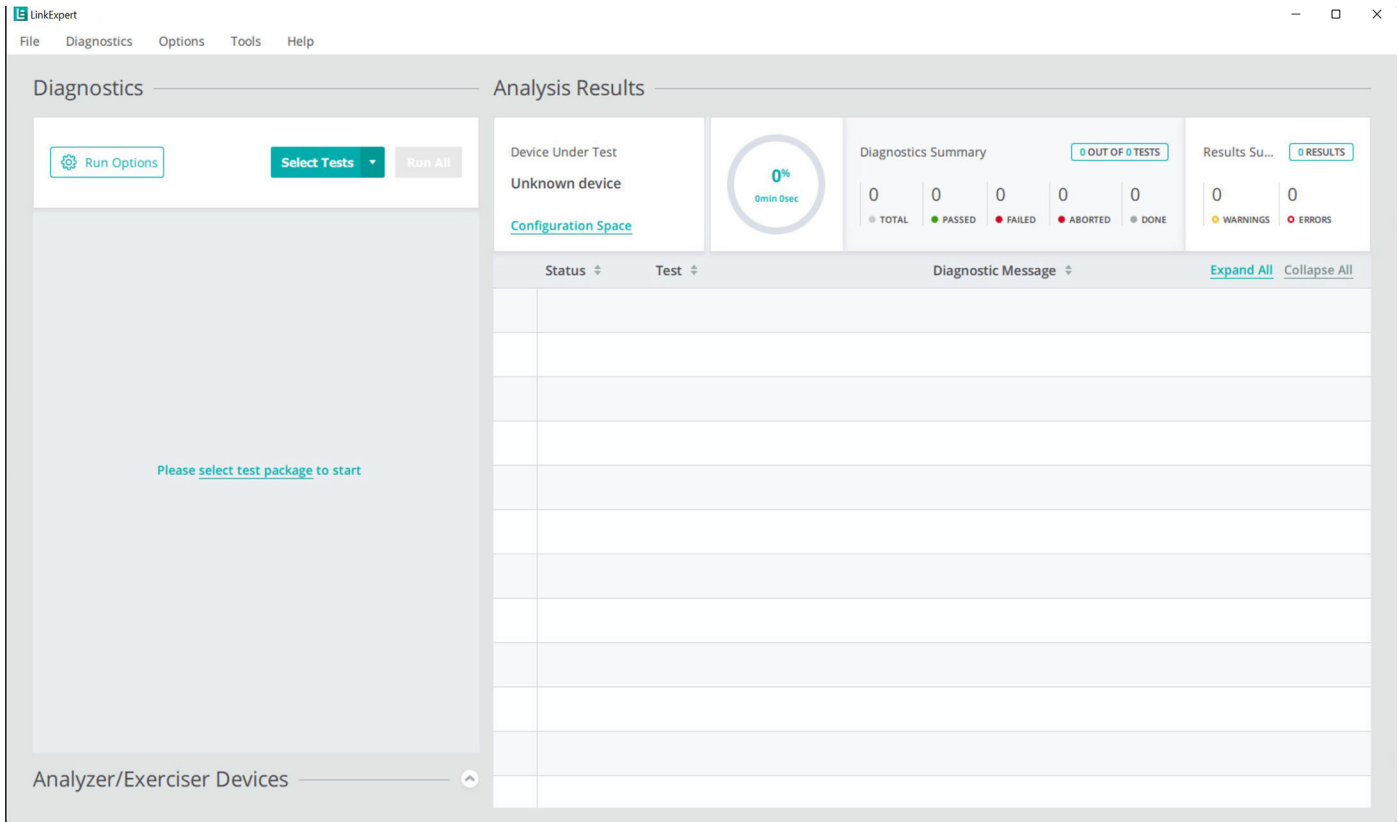 LinkExpert
File Diagnostics Options Tools Help
Diagnostics
Run Options
Select Tests
Run All
Please select test package to start
Analyzer/Exerciser Devices
Analysis Results
Device Under Test
Unknown device
Configuration Space
0%
0min 0sec
Diagnostics Summary 0 OUT OF 0 TESTS
0 0 0 0 0
TOTAL PASSED FAILED ABORTED DONE
Results Su... 0 RESULTS
0 0
WARNINGS ERRORS
Status Test Diagnostic Message Expand All Collapse All